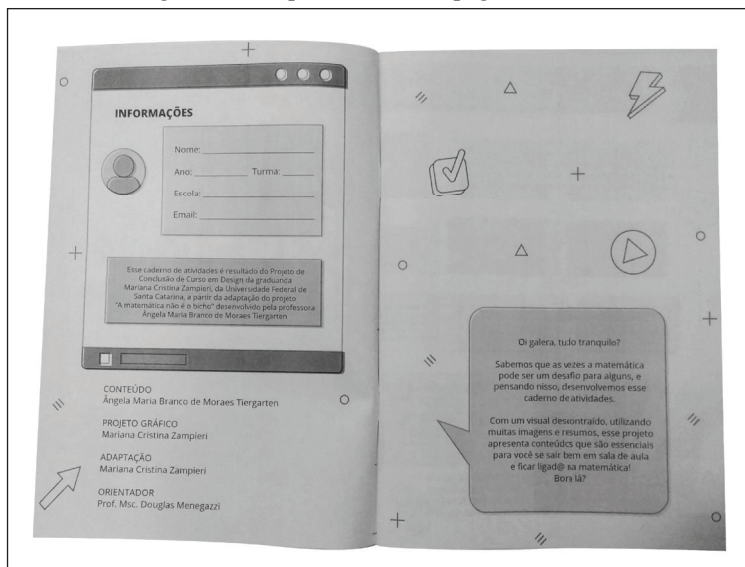 INFORMAÇÕES
Nome:
Ano: Turma:
Escola:
Email:
Esse caderno de atividades é resultado do Projeto de
Conclusão de Curso em Design da graduanda
Mariana Cristina Zampieri, da Universidade Federal de
Santa Catarina, a partir da adaptação do projeto
"A matemática não é o bicho" desenvolvido pela professora
Ângela Maria Branco de Moraes Tiergarten
CONTEÚDO
Ângela Maria Branco de Moraes Tiergarten
PROJETO GRÁFICO
Mariana Cristina Zampieri
ADAPTAÇÃO
Mariana Cristina Zampieri
ORIENTADOR
Prof. Msc. Douglas Menegazzi
Oi galera, tudo tranquilo?
Sabemos que as vezes a matemática
pode ser um desafio para alguns, e
pensando nisso, desenvolvemos esse
caderno de atividades.
Com um visual descontraído, utilizando
muitas imagens e resumos, esse projeto
apresenta conteúdos que são essenciais
para você se sair bem em sala de aula
e ficar ligad@ na matemática!
Bora lá?